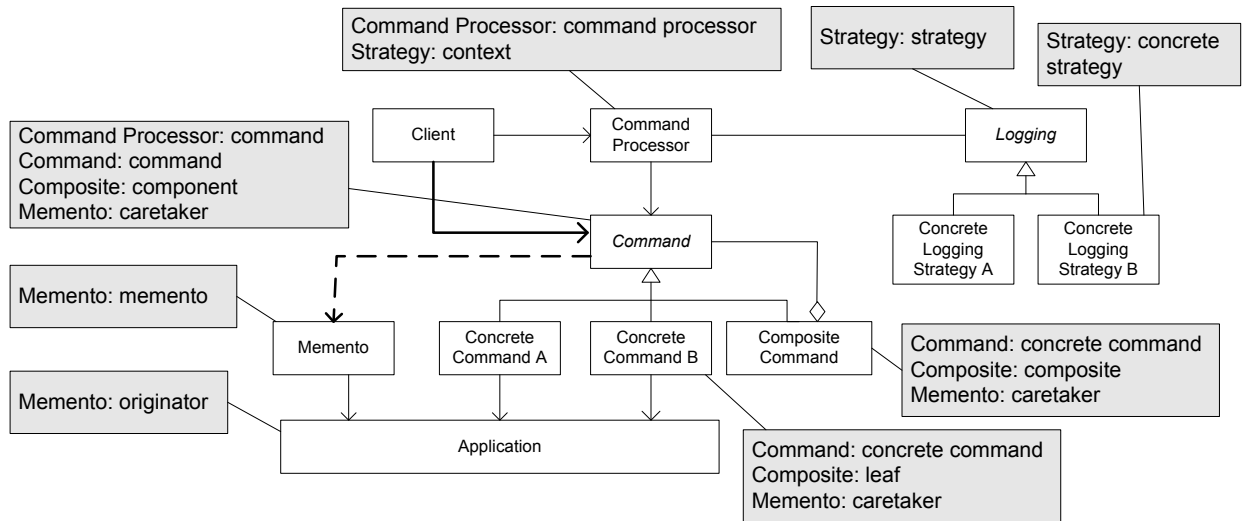 Command Processor: command processor
Strategy: context
Strategy: strategy
Strategy: concrete
strategy
Client
Command
Processor
Logging
Command Processor: command
Command: command
Composite: component
Memento: caretaker
Command
Concrete
Logging
Strategy A
Concrete
Logging
Strategy B
Memento: memento
Memento
Concrete
Command A
Concrete
Command B
Composite
Command
Command: concrete command
Composite: composite
Memento: caretaker
Memento: originator
Application
Command: concrete command
Composite: leaf
Memento: caretaker